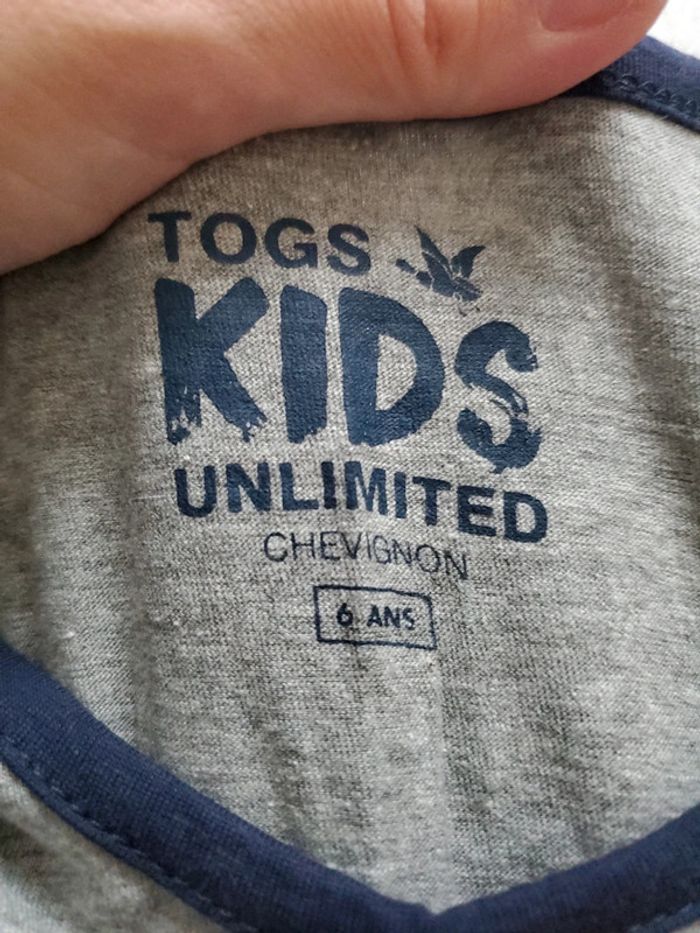 TOGS
KIDS
UNLIMITED
CHEVIGNON
6 ANS